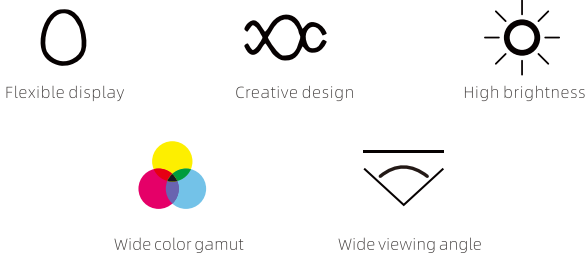 Flexible display
Creative design
High brightness
Wide color gamut
Wide viewing angle